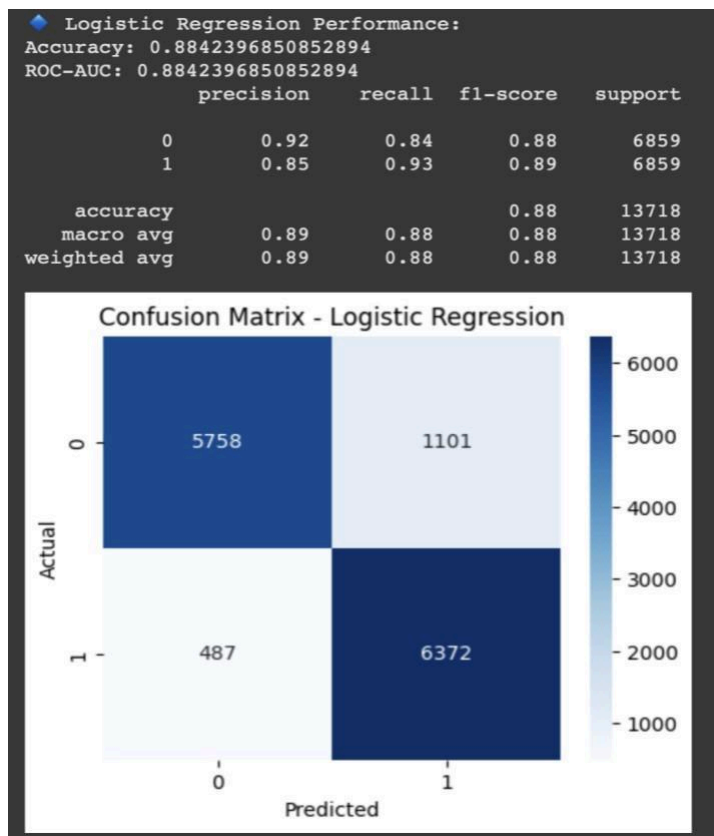 🔹 Logistic Regression Performance:
Accuracy: 0.8842396850852894
ROC-AUC: 0.8842396850852894
precision recall f1-score support
0 0.92 0.84 0.88 6859
1 0.85 0.93 0.89 6859
accuracy 0.88 13718
macro avg 0.89 0.88 0.88 13718
weighted avg 0.89 0.88 0.88 13718
Confusion Matrix - Logistic Regression
Actual
0
5758 1101
1
487 6372
0 1
Predicted
6000
5000
4000
3000
2000
1000